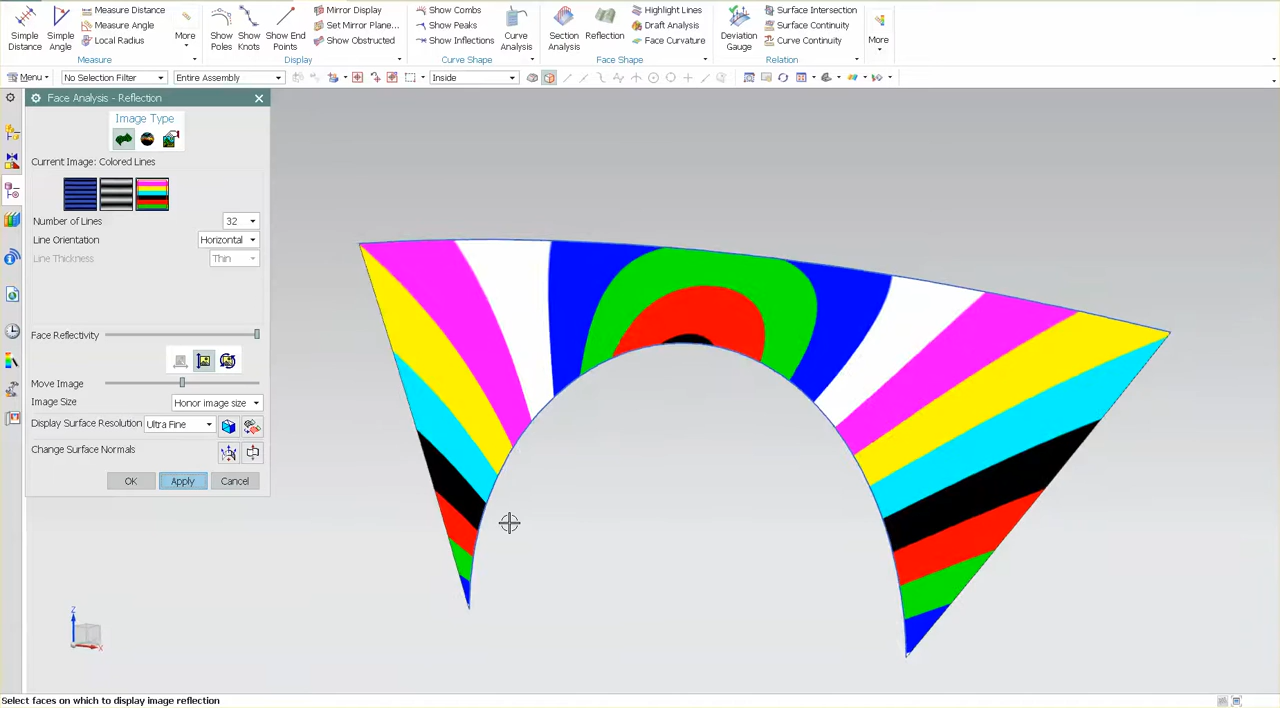 Measure Distance
Measure Angle
Local Radius
Simple Distance
Simple Angle
More
Measure
Show Poles
Show Knots
Show End Points
Mirror Display
Set Mirror Plane...
Show Obstructed
Display
Show Combs
Show Peaks
Show Inflections
Curve Analysis
Curve Shape
Section Analysis
Reflection
Highlight Lines
Draft Analysis
Face Curvature
Face Shape
Deviation Gauge
Surface Intersection
Surface Continuity
Curve Continuity
Relation
More
Menu
No Selection Filter
Entire Assembly
Inside
Face Analysis - Reflection
Image Type
Current Image: Colored Lines
Number of Lines 32
Line Orientation Horizontal
Line Thickness Thin
Face Reflectivity
Move Image
Image Size Honor image size
Display Surface Resolution Ultra Fine
Change Surface Normals
OK Apply Cancel
Z
X
Select faces on which to display image reflection